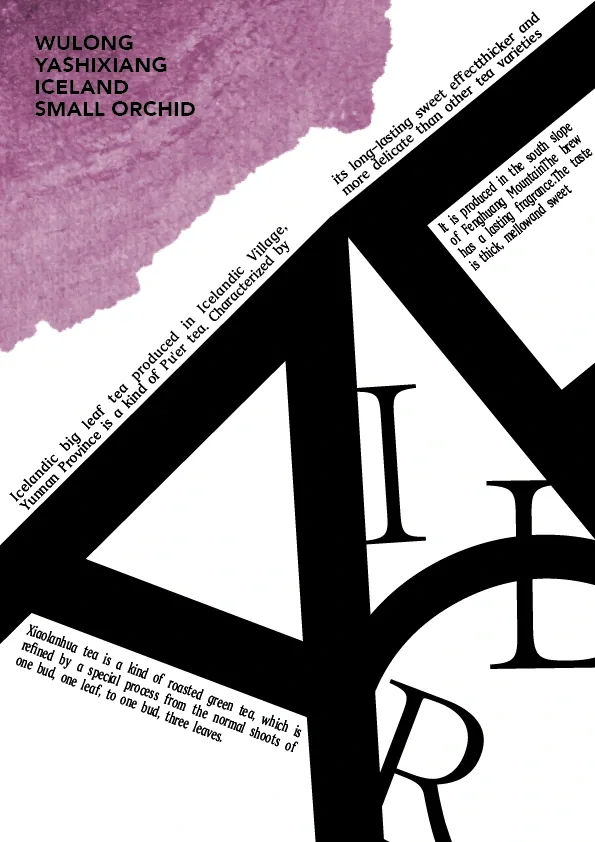 WULONG
YASHIXIANG
ICELAND
SMALL ORCHID
its long-lasting sweet effectthicker and
more delicate than other tea varieties
It is produced in the south slope
of Fenghuang MountainThe brew
has a lasting fragrance.The taste
is thick, mellowand sweet
Icelandic big leaf tea produced in Icelandic Village,
Yunnan Province is a kind of Pu'er tea. Characterized by
A
I
L
R
Xiaolanhua tea is a kind of roasted green tea, which is
refined by a special process from the normal shoots of
one bud, one leaf, to one bud, three leaves.